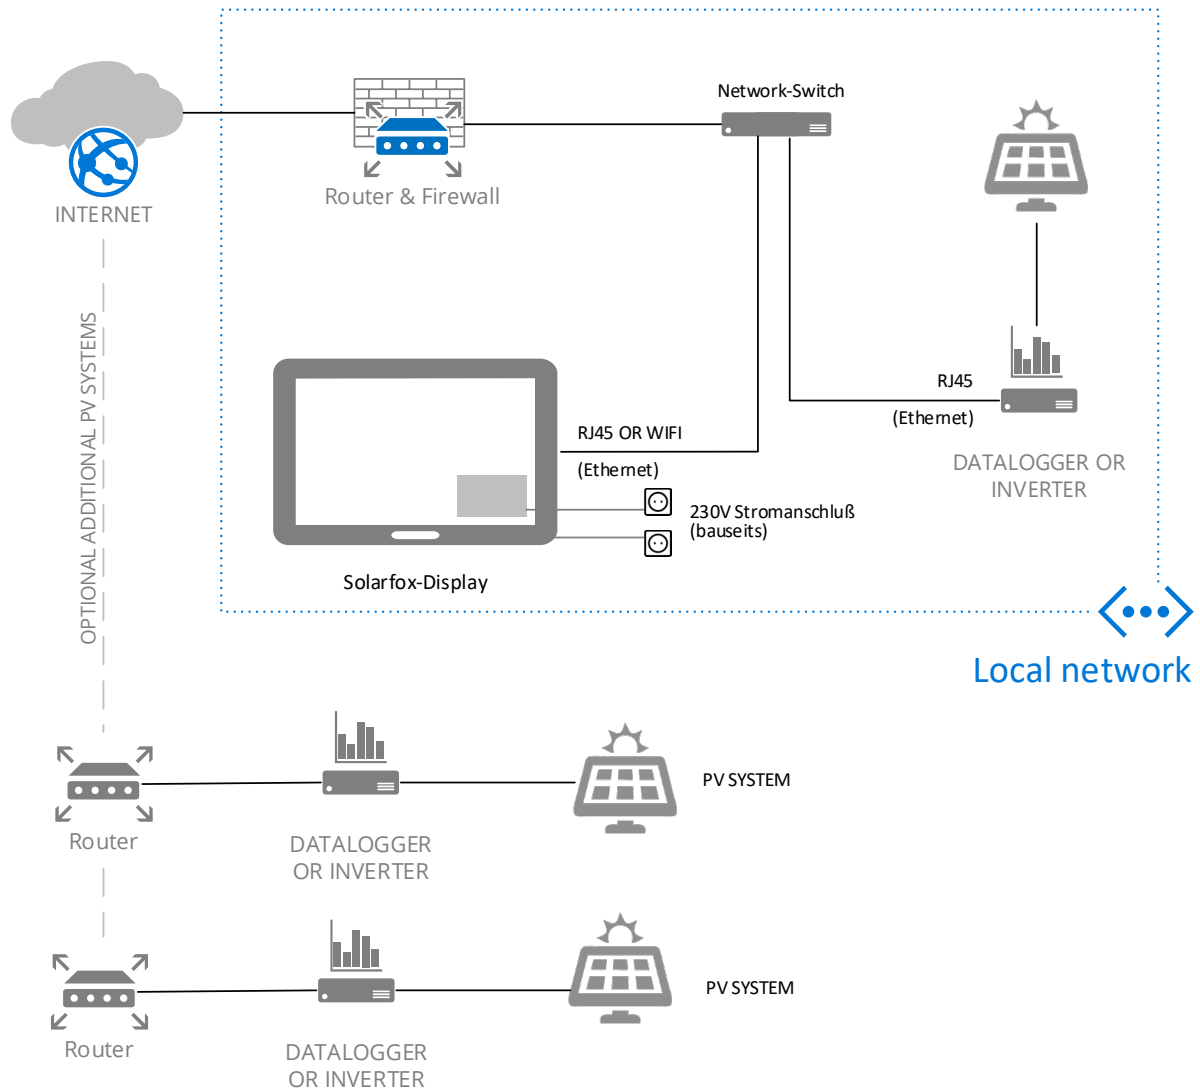 Network-Switch
Router & Firewall
INTERNET
OPTIONAL ADDITIONAL PV SYSTEMS
RJ45
(Ethernet)
RJ45 OR WIFI
(Ethernet)
DATALOGGER OR
INVERTER
230V Stromanschluß
(bauseits)
Solarfox-Display
Local network
PV SYSTEM
Router
DATALOGGER
OR INVERTER
PV SYSTEM
Router
DATALOGGER
OR INVERTER